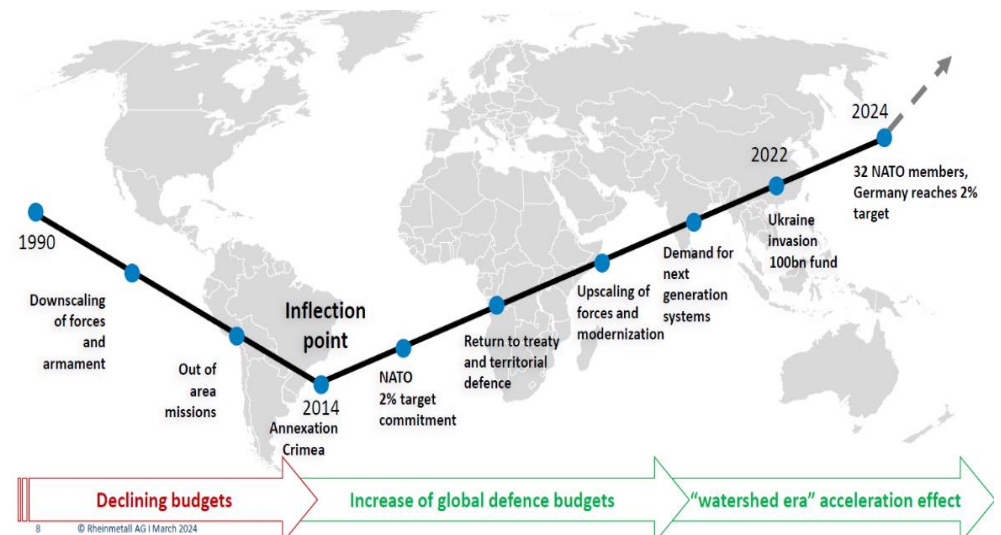 1990
Downscaling
of forces
and
armament
Out of
area
missions
Inflection
point
2014
Annexation
Crimea
NATO
2% target
commitment
Return to treaty
and territorial
defence
Upscaling of
forces and
modernization
Demand for
next
generation
systems
2022
Ukraine
invasion
100bn fund
2024
32 NATO members,
Germany reaches 2%
target
Declining budgets
Increase of global defence budgets
“watershed era” acceleration effect
8 © Rheinmetall AG I March 2024